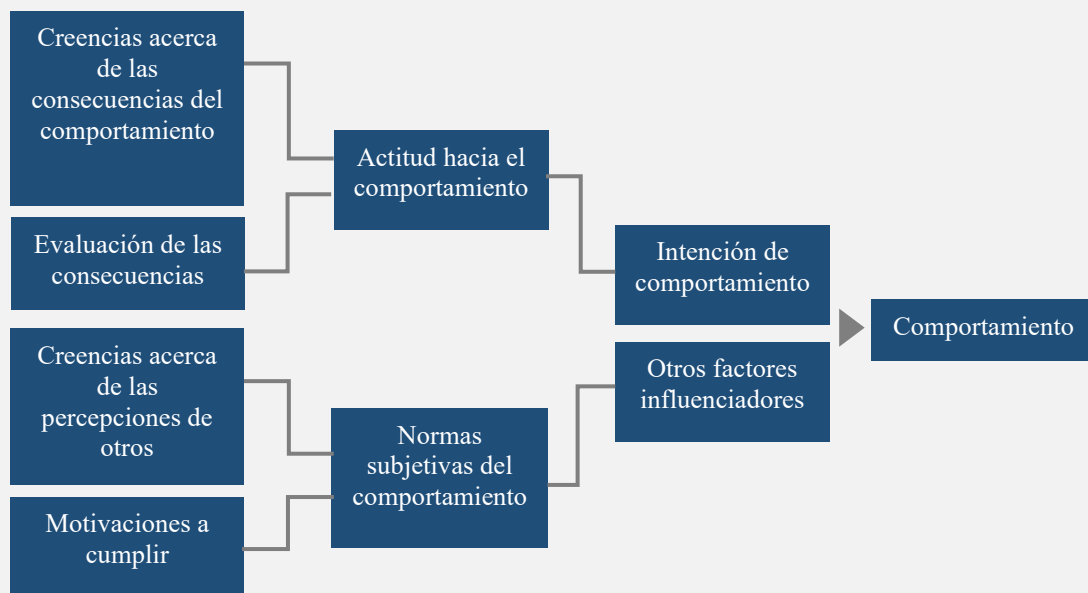 Creencias acerca
de las
consecuencias del
comportamiento
Evaluación de las
consecuencias
Creencias acerca
de las
percepciones de
otros
Motivaciones a
cumplir
Actitud hacia el
comportamiento
Normas
subjetivas del
comportamiento
Intención de
comportamiento
Otros factores
influenciadores
Comportamiento